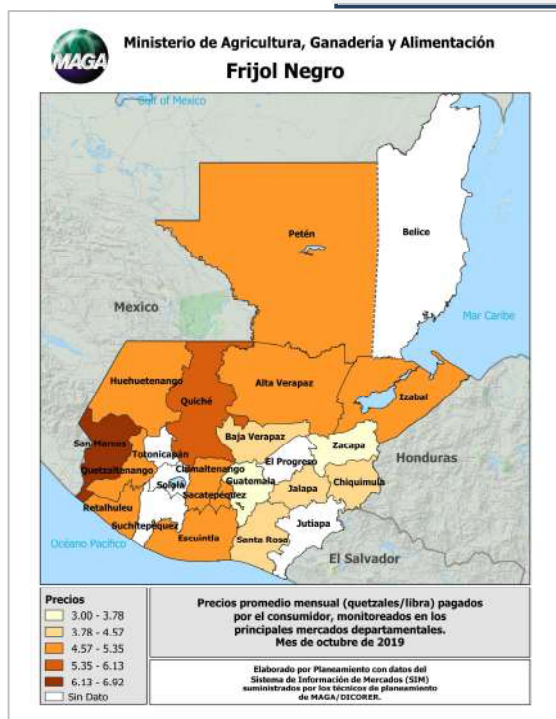 MAGA
Ministerio de Agricultura, Ganadería y Alimentación
Frijol Negro
Gulf of Mexico
Petén
Belice
Mexico
Mar Caribe
Huehuetenango
Quiché
Alta Verapaz
Izabal
San Marcos
Baja Verapaz
Zacapa
Totonicapán
El Progreso
Honduras
Quetzaltenango
Chimaltenango
Guatemala
Chiquimula
Sololá
Sacatepéquez
Jalapa
Retalhuleu
Suchitepéquez
Jutiapa
Escuintla
Santa Rosa
Océano Pacífico
El Salvador
Precios
3.00 - 3.78
3.78 - 4.57
4.57 - 5.35
5.35 - 6.13
6.13 - 6.92
Sin Dato
Precios promedio mensual (quetzales/libra) pagados
por el consumidor, monitoreados en los
principales mercados departamentales.
Mes de octubre de 2019
Elaborado por Planeamiento con datos del
Sistema de Información de Mercados (SIM)
suministrados por los técnicos de planeamiento
de MAGA/DICORER.